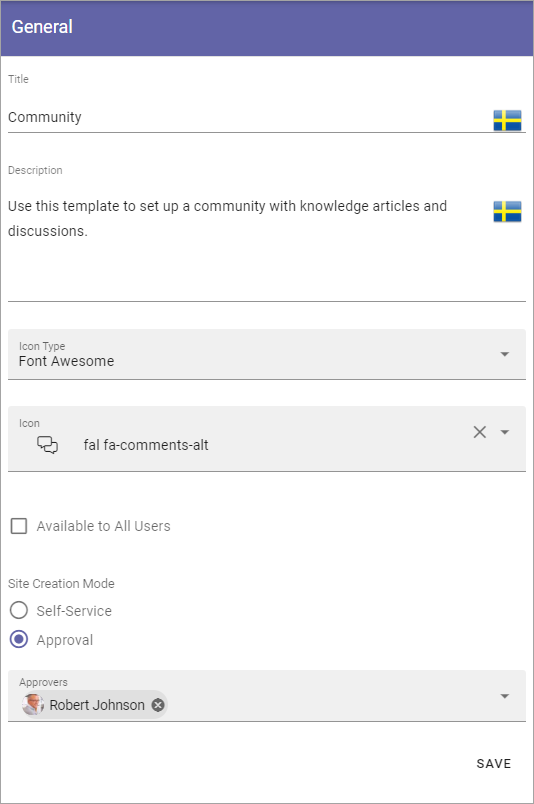 General
Title
Community
Description
Use this template to set up a community with knowledge articles and
discussions.
Icon Type
Font Awesome
Icon
fal fa-comments-alt
Available to All Users
Site Creation Mode
Self-Service
Approval
Approvers
Robert Johnson
SAVE